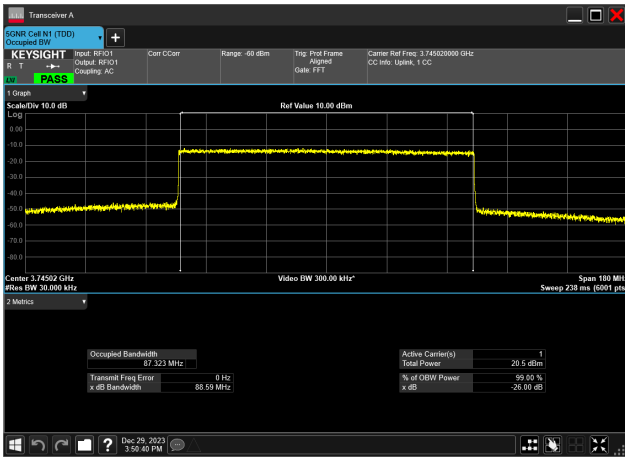 Transceiver A
5GNR Cell N1 (TDD)
Occupied BW
KEYSIGHT
R T
PASS
Input: RFIO1
Output: RFIO1
Coupling: AC
Corr CCorr
Range: -60 dBm
Trig: Prot Frame
Aligned
Gate: FFT
Carrier Ref Freq: 3.745020000 GHz
CC Info: Uplink, 1 CC
1 Graph
Scale/Div 10.0 dB
Ref Value 10.00 dBm
Log
0.00
-10.0
-20.0
-30.0
-40.0
-50.0
-60.0
-70.0
-80.0
Center 3.74502 GHz
Video BW 300.00 kHz*
Span 180 MHz
#Res BW 30.000 kHz
Sweep 238 ms (6001 pts
2 Metrics
Occupied Bandwidth
87.323 MHz
Transmit Freq Error 0 Hz
x dB Bandwidth 88.59 MHz
Active Carrier(s) 1
Total Power 20.5 dBm
% of OBW Power 99.00 %
x dB -26.00 dB
Dec 29, 2023
3:50:40 PM